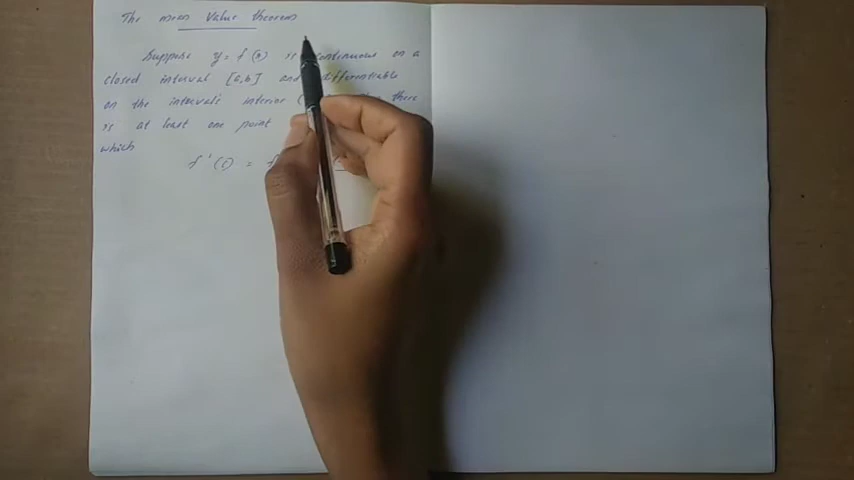 The mean value theorem
Suppose y = f(x) is continuous on a
closed interval [a,b] and differentiable
on the interval's interior ( there
is at least one point
which
f'(c) =